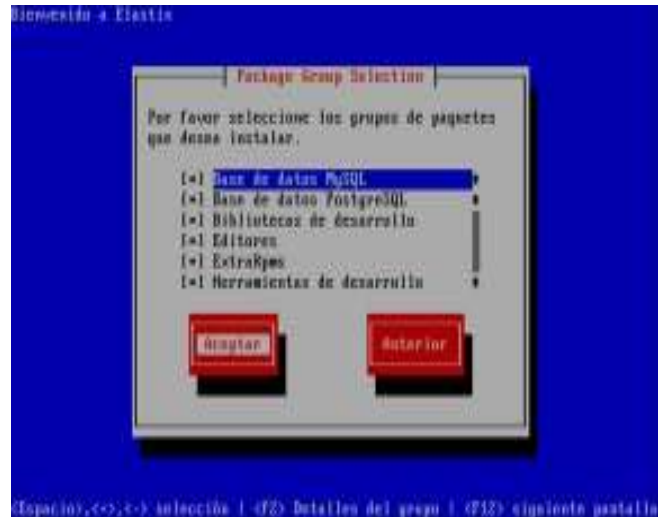 Bienvenido a Elastix
Package Group Selection
Por favor seleccione los grupos de paquetes
que desea instalar.
[*] Base de datos MySQL
[*] Base de datos PostgreSQL
[*] Bibliotecas de desarrollo
[*] Editores
[*] ExtraRpms
[*] Herramientas de desarrollo
Aceptar Anterior
<Espacio>,<+>,<-> selección | <F2> Detalles del grupo | <F12> siguiente pantalla